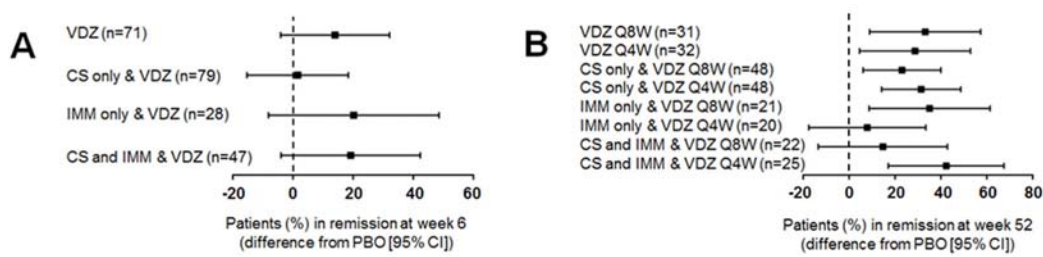 A
VDZ (n=71)
CS only & VDZ (n=79)
IMM only & VDZ (n=28)
CS and IMM & VDZ (n=47)
-20 0 20 40 60
Patients (%) in remission at week 6
(difference from PBO [95% CI])
B
VDZ Q8W (n=31)
VDZ Q4W (n=32)
CS only & VDZ Q8W (n=48)
CS only & VDZ Q4W (n=48)
IMM only & VDZ Q8W (n=21)
IMM only & VDZ Q4W (n=20)
CS and IMM & VDZ Q8W (n=22)
CS and IMM & VDZ Q4W (n=25)
-20 0 20 40 60 80
Patients (%) in remission at week 52
(difference from PBO [95% CI])